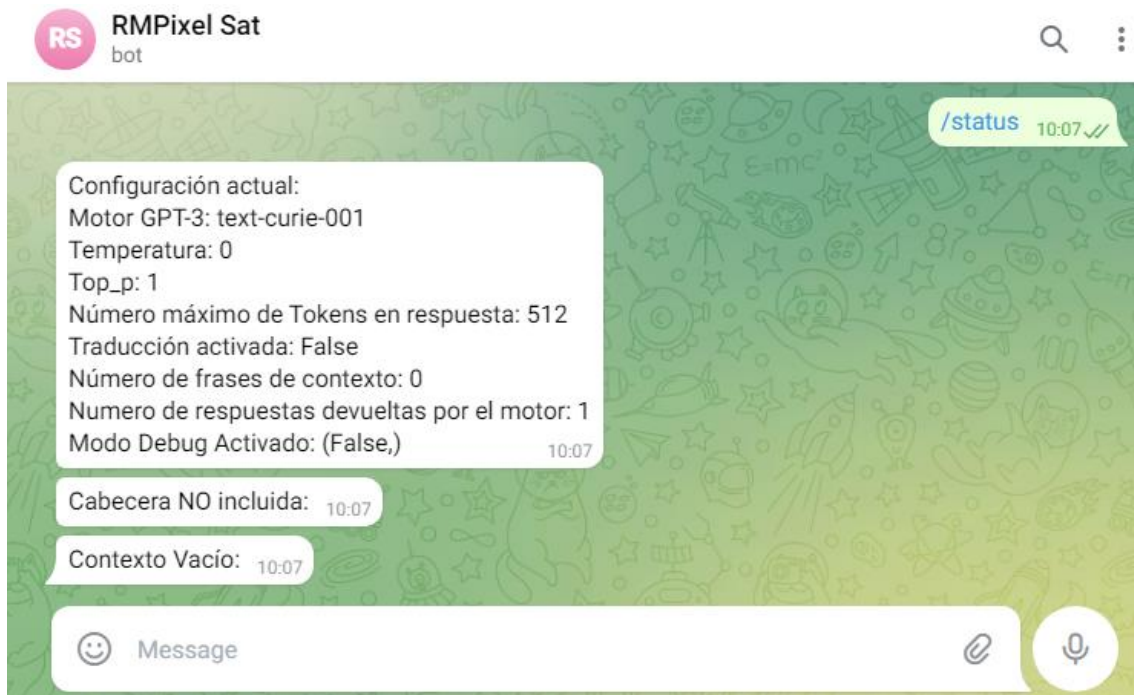 RS
RMPixel Sat
bot
/status 10:07
Configuración actual:
Motor GPT-3: text-curie-001
Temperatura: 0
Top_p: 1
Número máximo de Tokens en respuesta: 512
Traducción activada: False
Número de frases de contexto: 0
Numero de respuestas devueltas por el motor: 1
Modo Debug Activado: (False,) 10:07
Cabecera NO incluida: 10:07
Contexto Vacío: 10:07
Message